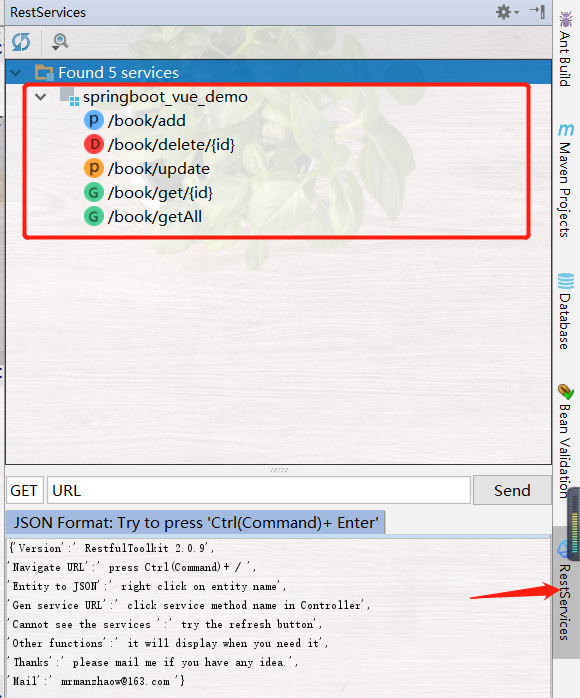 RestServices
Found 5 services
springboot_vue_demo
P /book/add
D /book/delete/{id}
P /book/update
G /book/get/{id}
G /book/getAll
GET URL Send
JSON Format: Try to press 'Ctrl(Command)+ Enter'
{'Version':' RestfulToolkit 2.0.9',
'Navigate URL':' press Ctrl(Command)+ / ',
'Entity to JSON':' right click on entity name',
'Gen service URL':' click service method name in Controller',
'Cannot see the services ':' try the refresh button',
'Other functions':' it will display when you need it',
'Thanks':' please mail me if you have any idea.',
'Mail':' mrmanzhaow@163.com '}
Ant Build
m Maven Projects
Database
Bean Validation
RestServices